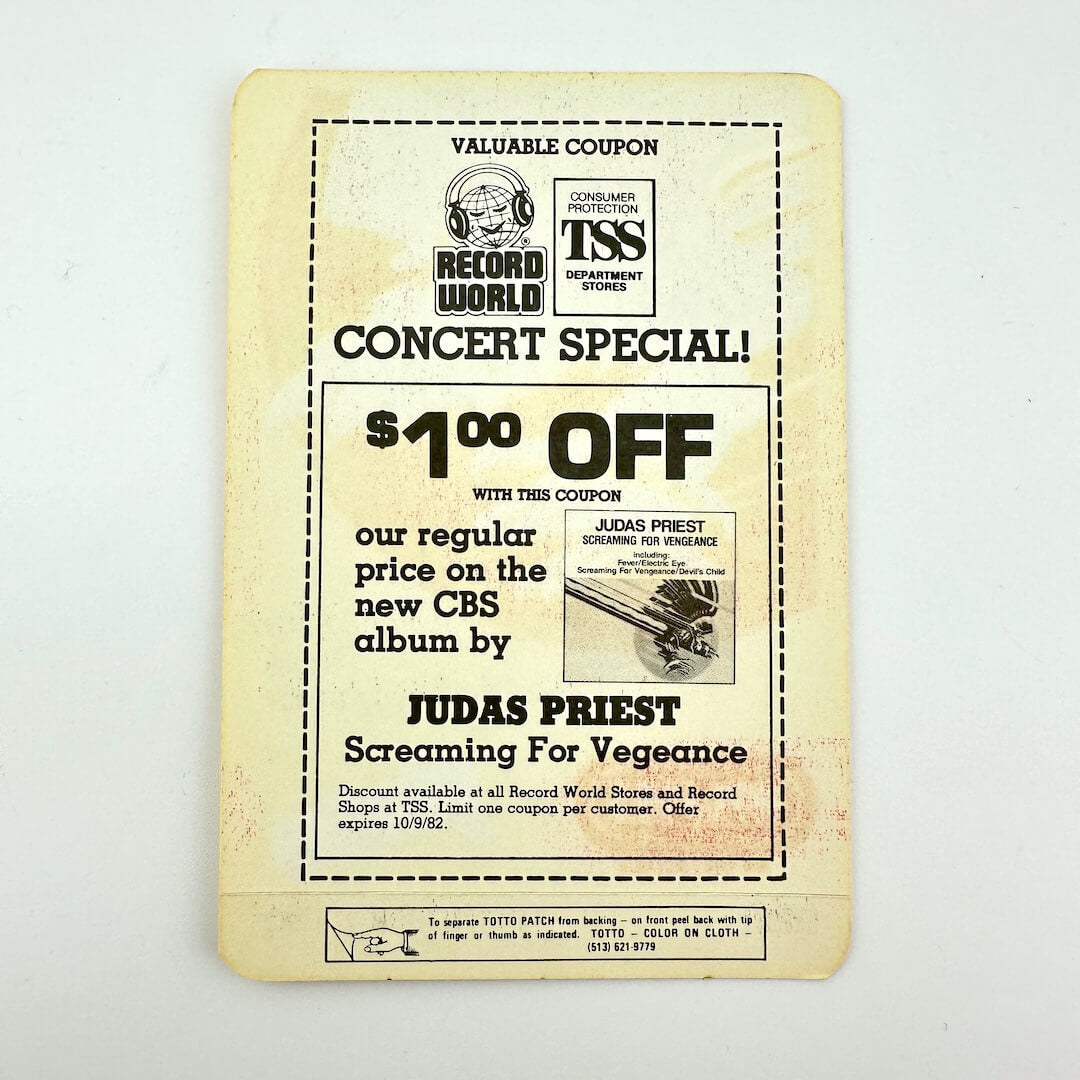 VALUABLE COUPON
RECORD
WORLD
®
CONSUMER
PROTECTION
TSS
DEPARTMENT
STORES
CONCERT SPECIAL!
$100 OFF
WITH THIS COUPON
our regular
price on the
new CBS
album by
JUDAS PRIEST
SCREAMING FOR VENGEANCE
including:
Fever/Electric Eye
Screaming For Vengeance/Devil's Child
JUDAS PRIEST
Screaming For Vegeance
Discount available at all Record World Stores and Record
Shops at TSS. Limit one coupon per customer. Offer
expires 10/9/82.
To separate TOTTO PATCH from backing – on front peel back with tip
of finger or thumb as indicated. TOTTO – COLOR ON CLOTH –
(513) 621-9779